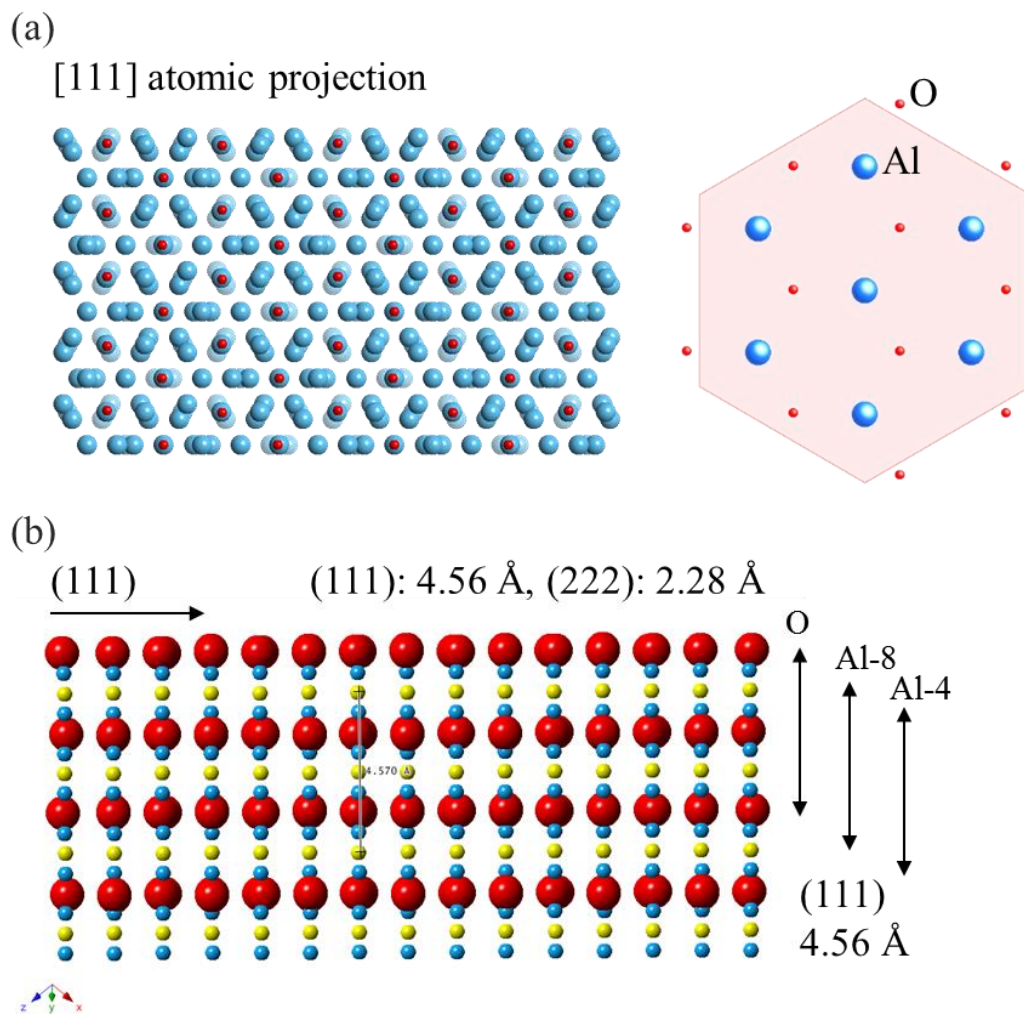 (a)
[111] atomic projection
O
Al
(b)
(111)
(111): 4.56 Å, (222): 2.28 Å
O
Al-8
Al-4
4.570 Å
(111)
4.56 Å
z
y
x